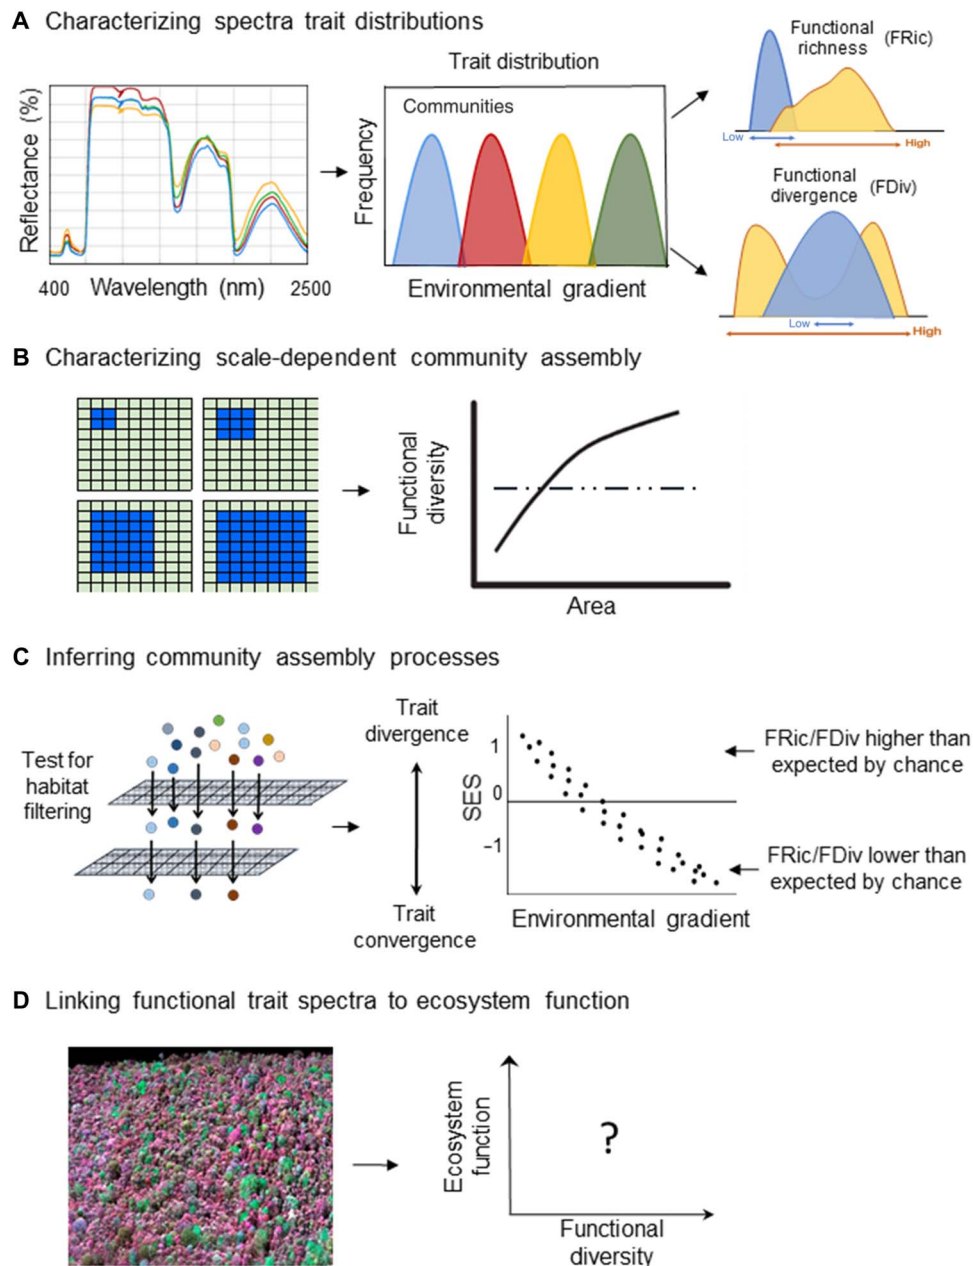 A Characterizing spectra trait distributions
Reflectance (%)
400 Wavelength (nm) 2500
Trait distribution
Communities
Frequency
Environmental gradient
Functional
richness (FRic)
Low
High
Functional
divergence (FDiv)
Low
High
B Characterizing scale-dependent community assembly
Functional
diversity
Area
C Inferring community assembly processes
Test for
habitat
filtering
Trait
divergence
Trait
convergence
SES
1
0
−1
Environmental gradient
FRic/FDiv higher than
expected by chance
FRic/FDiv lower than
expected by chance
D Linking functional trait spectra to ecosystem function
Ecosystem
function
?
Functional
diversity